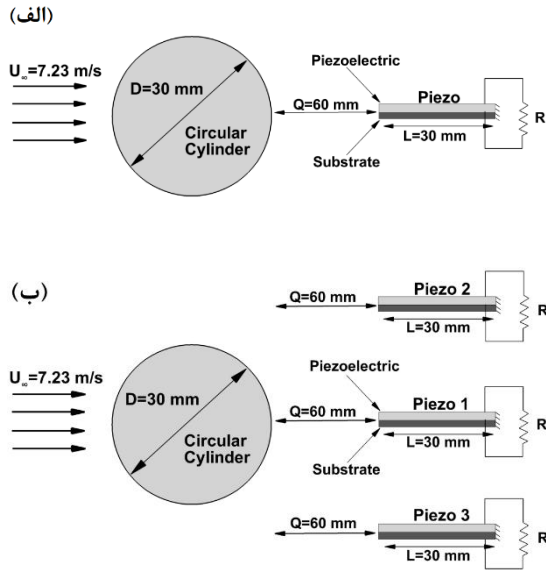 (الف)
U∞=7.23 m/s
D=30 mm
Circular
Cylinder
Q=60 mm
Piezoelectric
Piezo
L=30 mm
Substrate
R
(ب)
Piezo 2
Q=60 mm
L=30 mm
R
U∞=7.23 m/s
D=30 mm
Circular
Cylinder
Q=60 mm
Piezoelectric
Piezo 1
L=30 mm
Substrate
R
Piezo 3
Q=60 mm
L=30 mm
R